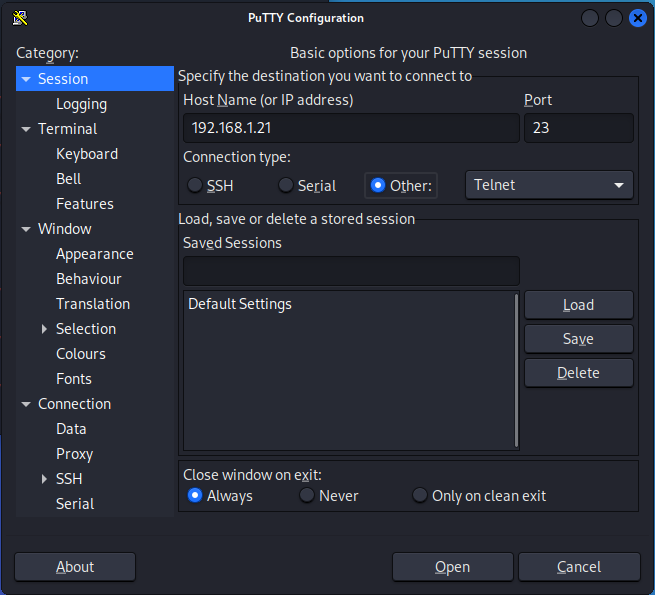 PuTTY Configuration
Category:
Session
Logging
Terminal
Keyboard
Bell
Features
Window
Appearance
Behaviour
Translation
Selection
Colours
Fonts
Connection
Data
Proxy
SSH
Serial
Basic options for your PuTTY session
Specify the destination you want to connect to
Host Name (or IP address) Port
192.168.1.21 23
Connection type:
SSH Serial Other: Telnet
Load, save or delete a stored session
Saved Sessions
Default Settings
Load
Save
Delete
Close window on exit:
Always Never Only on clean exit
About Open Cancel